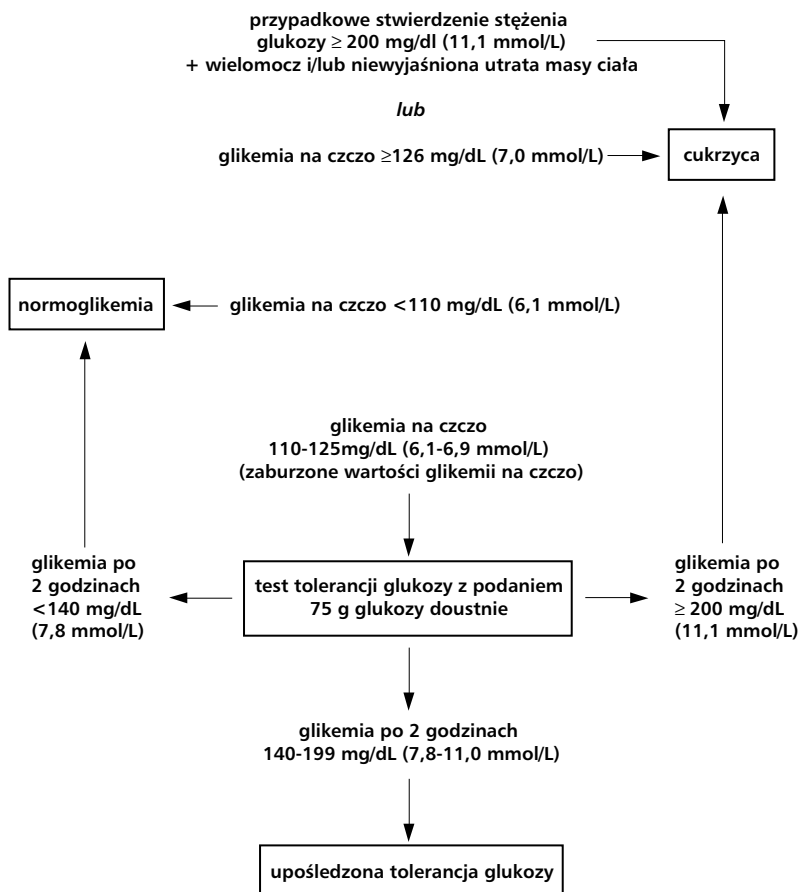 przypadkowe stwierdzenie stężenia
glukozy ≥ 200 mg/dl (11,1 mmol/L)
+ wielomocz i/lub niewyjaśniona utrata masy ciała
lub
glikemia na czczo ≥126 mg/dL (7,0 mmol/L)
cukrzyca
normoglikemia
glikemia na czczo <110 mg/dL (6,1 mmol/L)
glikemia na czczo
110-125mg/dL (6,1-6,9 mmol/L)
(zaburzone wartości glikemii na czczo)
glikemia po
2 godzinach
<140 mg/dL
(7,8 mmol/L)
test tolerancji glukozy z podaniem
75 g glukozy doustnie
glikemia po
2 godzinach
≥ 200 mg/dL
(11,1 mmol/L)
glikemia po 2 godzinach
140-199 mg/dL (7,8-11,0 mmol/L)
upośledzona tolerancja glukozy